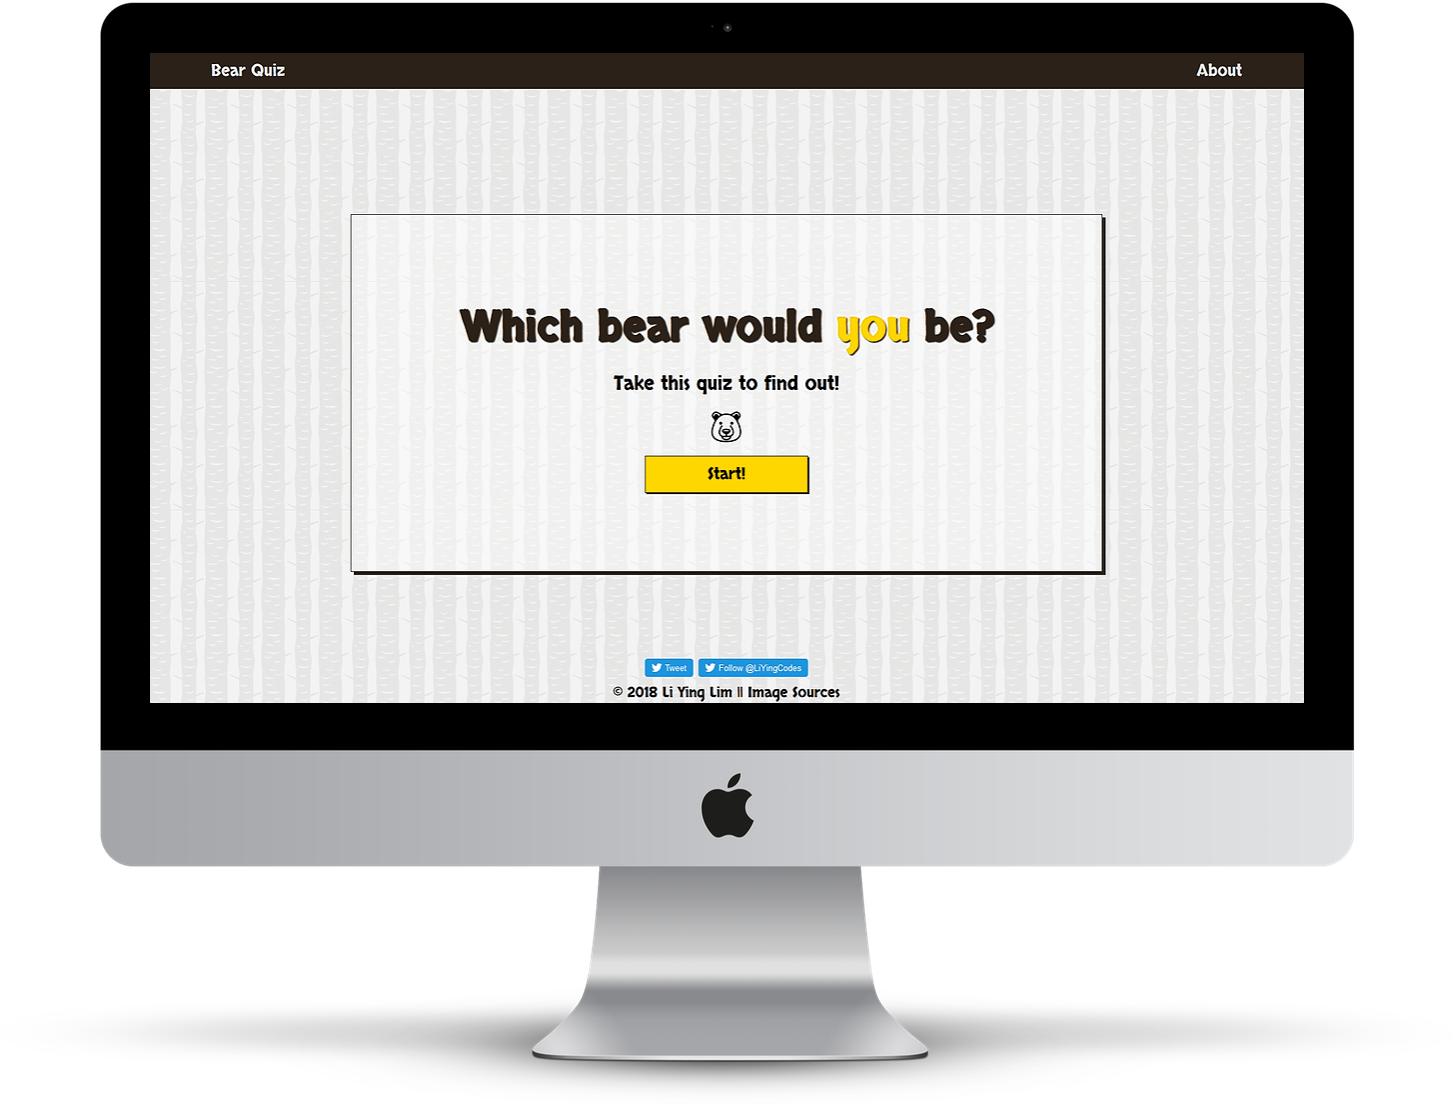 Bear Quiz
About
Which bear would you be?
Take this quiz to find out!
Start!
Tweet
Follow @LiYingCodes
© 2018 Li Ying Lim || Image Sources